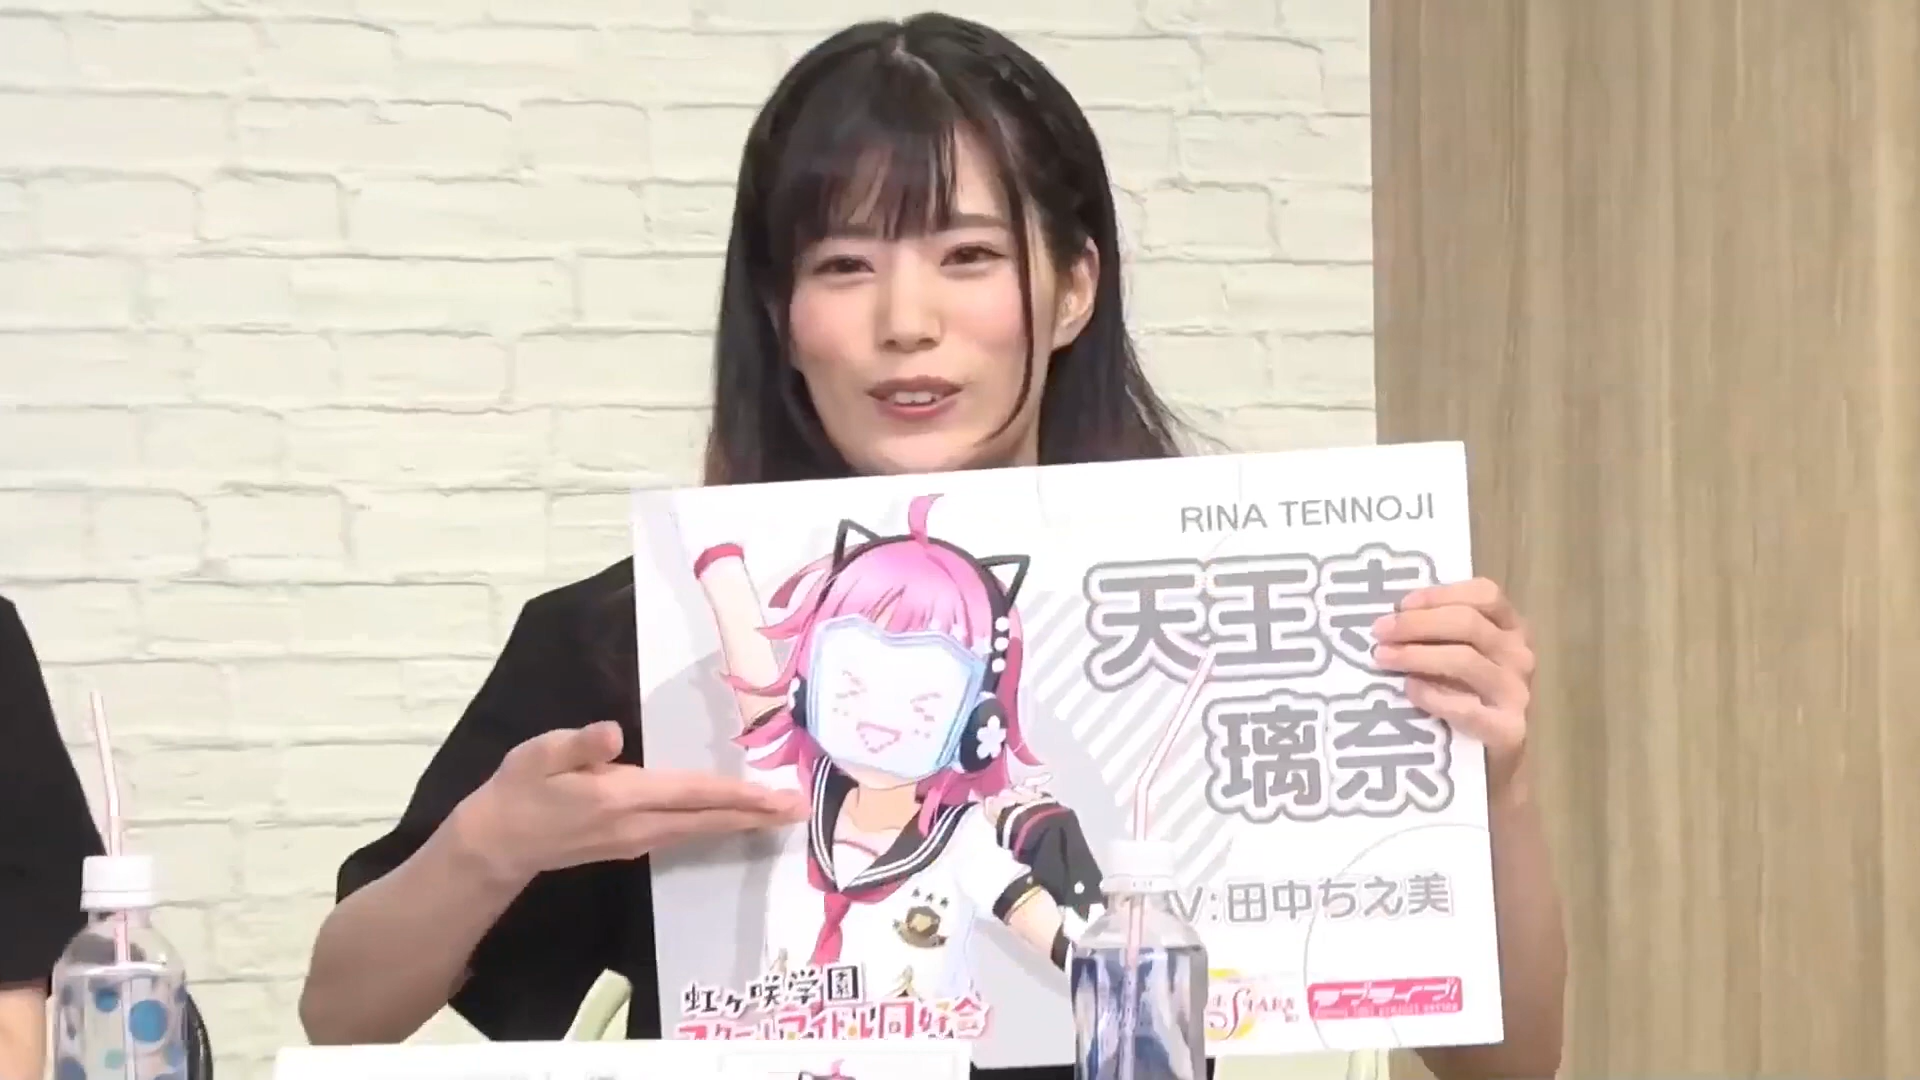 RINA TENNOJI
天王寺
璃奈
V:田中ちえ美
虹ヶ咲学園
スクールアイドル同好会
ラブライブ!